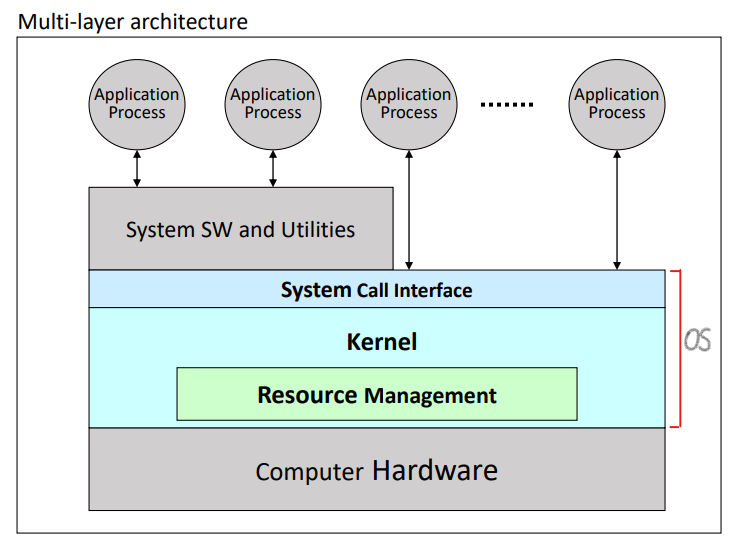 Multi-layer architecture
Application
Process
Application
Process
Application
Process
Application
Process
System SW and Utilities
System Call Interface
Kernel
OS
Resource Management
Computer Hardware